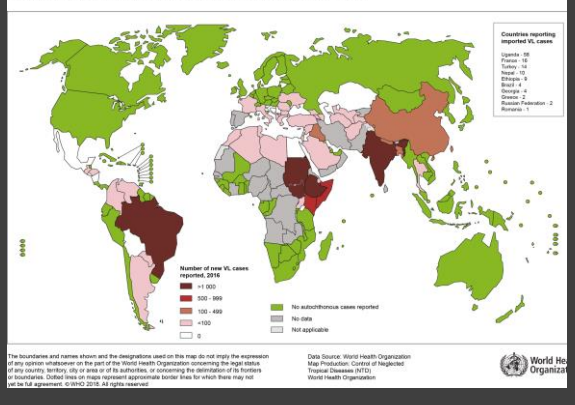 Countries reporting
imported VL cases
Uganda - 98
France - 18
Turkey - 14
Nepal - 10
Ethiopia - 8
Brazil - 4
Georgia - 4
Greece - 2
Russian Federation - 2
Romania - 1
Number of new VL cases
reported, 2016
>1 000
500 - 999
100 - 499
<100
0
No autochthonous cases reported
No data
Not applicable
The boundaries and names shown and the designations used on this map do not imply the expression
of any opinion whatsoever on the part of the World Health Organization concerning the legal status
of any country, territory, city or area or of its authorities, or concerning the delimitation of its frontiers
or boundaries. Dotted lines on maps represent approximate border lines for which there may not
yet be full agreement. © WHO 2018. All rights reserved
Data Source: World Health Organization
Map Production: Control of Neglected
Tropical Diseases (NTD)
World Health Organization
World Hea
Organizat